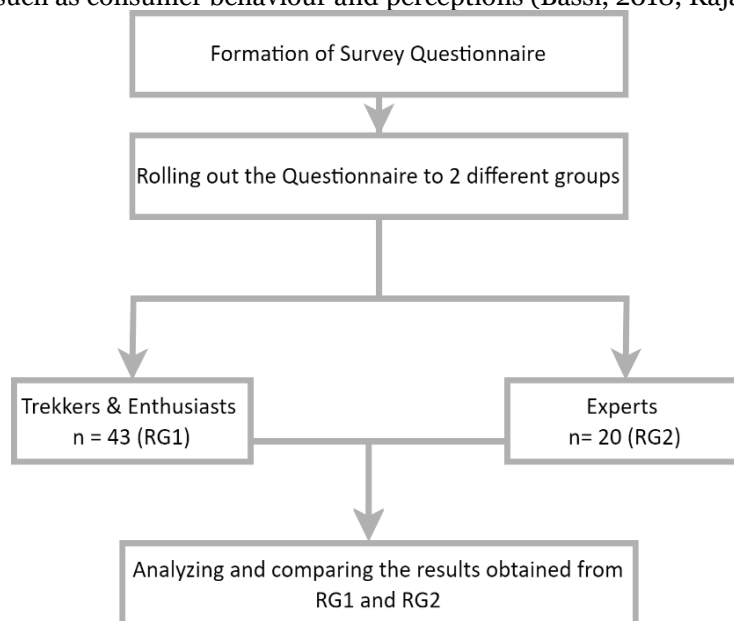 such as consumer behaviour and perceptions (Bassi, 2018; Raja
Formation of Survey Questionnaire
Rolling out the Questionnaire to 2 different groups
Trekkers & Enthusiasts
n = 43 (RG1)
Experts
n= 20 (RG2)
Analyzing and comparing the results obtained from
RG1 and RG2